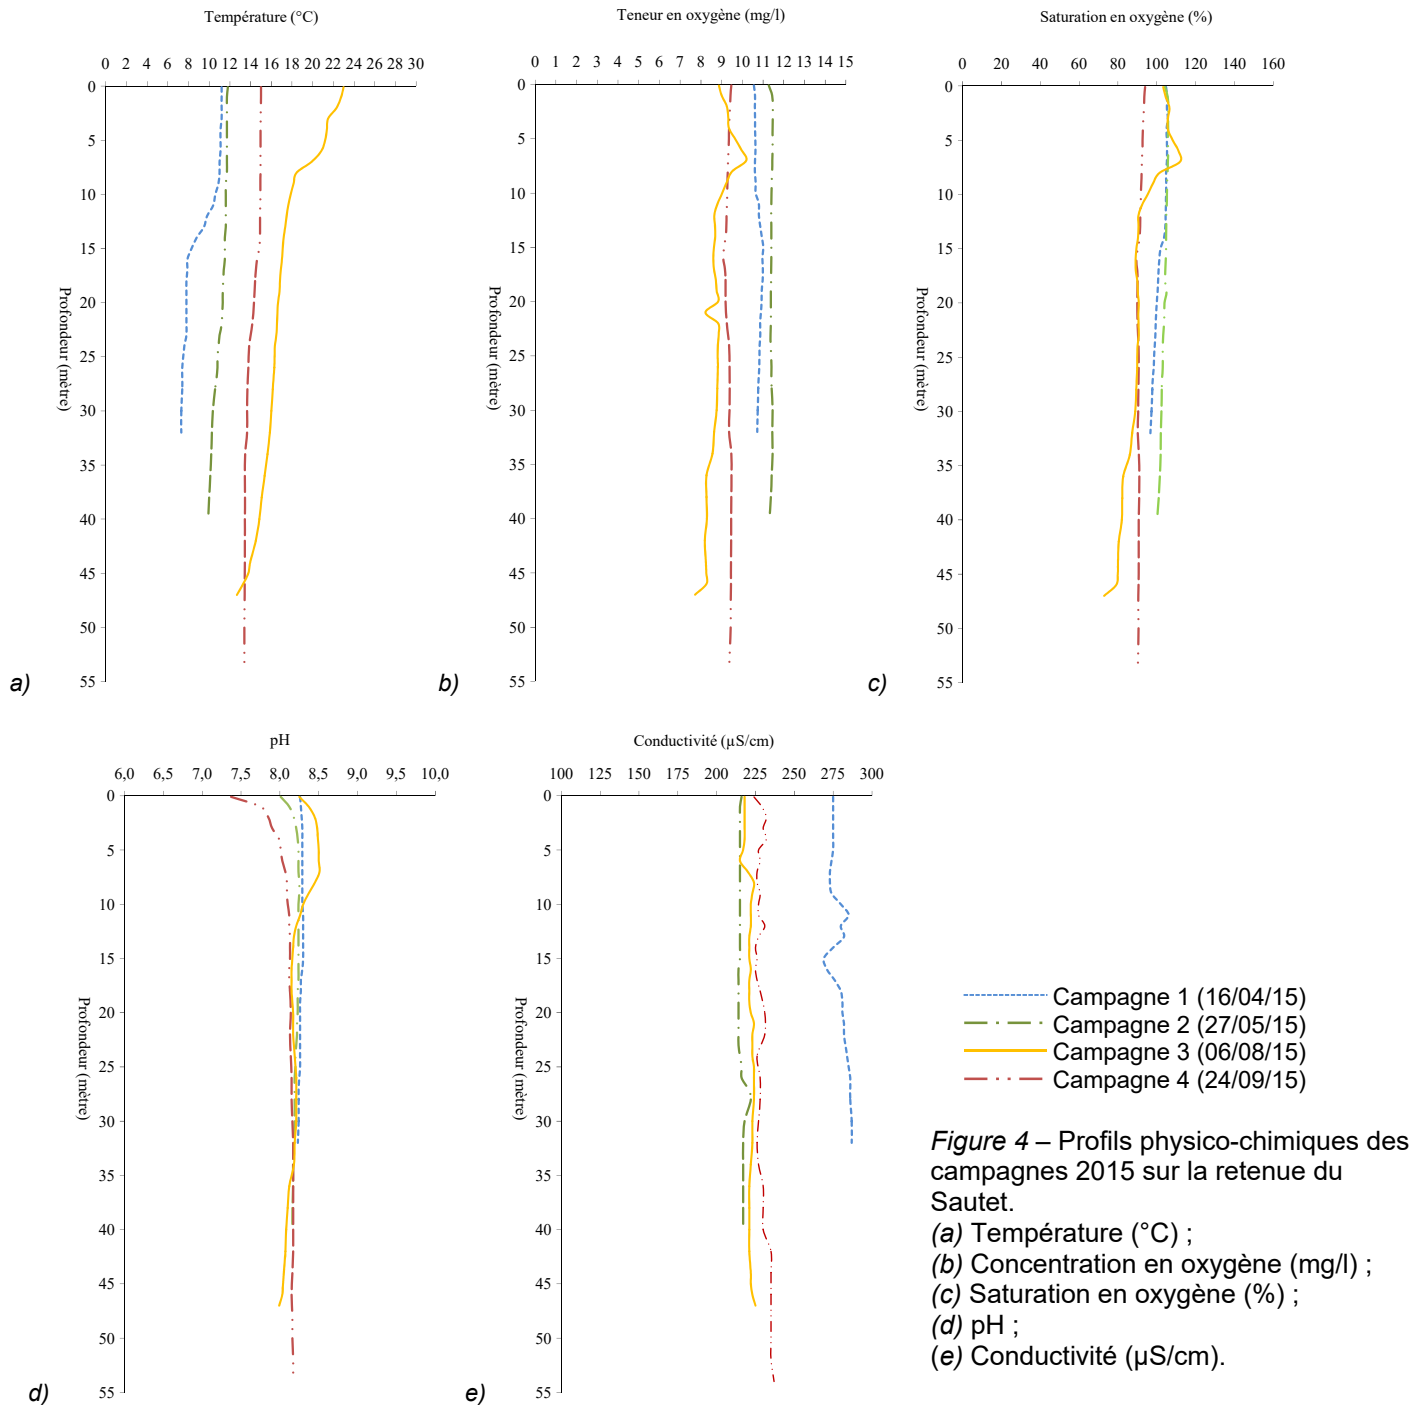 Température (°C)
0 2 4 6 8 10 12 14 16 18 20 22 24 26 28 30
0
5
10
15
20
25
30
35
40
45
50
55
Profondeur (mètre)
a)
Teneur en oxygène (mg/l)
0 1 2 3 4 5 6 7 8 9 10 11 12 13 14 15
0
5
10
15
20
25
30
35
40
45
50
55
Profondeur (mètre)
b)
Saturation en oxygène (%)
0 20 40 60 80 100 120 140 160
0
5
10
15
20
25
30
35
40
45
50
55
Profondeur (mètre)
c)
pH
6,0 6,5 7,0 7,5 8,0 8,5 9,0 9,5 10,0
0
5
10
15
20
25
30
35
40
45
50
55
Profondeur (mètre)
d)
Conductivité (µS/cm)
100 125 150 175 200 225 250 275 300
0
5
10
15
20
25
30
35
40
45
50
55
Profondeur (mètre)
e)
Campagne 1 (16/04/15)
Campagne 2 (27/05/15)
Campagne 3 (06/08/15)
Campagne 4 (24/09/15)
Figure 4 – Profils physico-chimiques des
campagnes 2015 sur la retenue du
Sautet.
(a) Température (°C) ;
(b) Concentration en oxygène (mg/l) ;
(c) Saturation en oxygène (%) ;
(d) pH ;
(e) Conductivité (µS/cm).